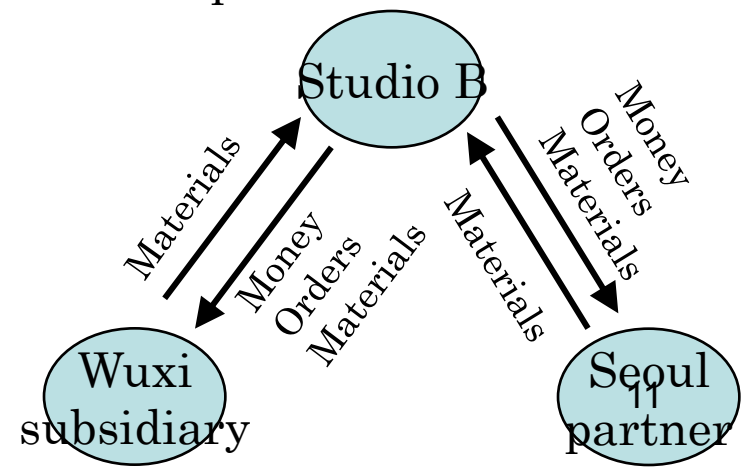 Studio B
Materials
Money
Orders
Materials
Materials
Money
Orders
Materials
Wuxi
subsidiary
Seoul
11
partner